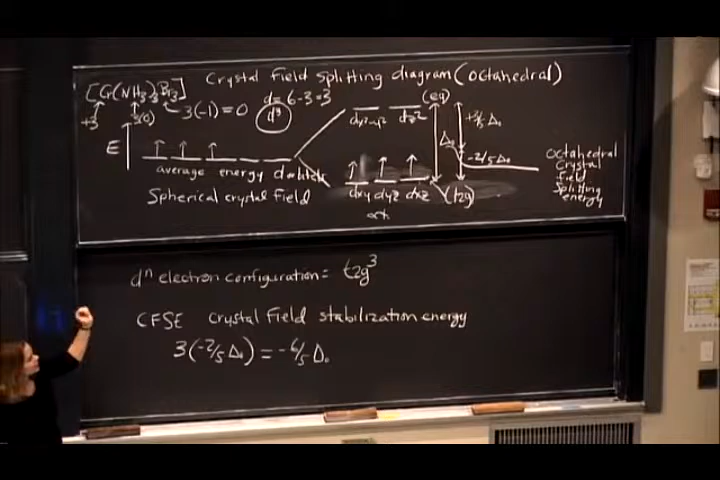 [Cr(NH3)3Br3] Crystal Field Splitting diagram (octahedral)
+3 3(0) 3(-1) = 0 d = 6-3=3
d³
(eg)
dx²-y² dz²
+3/5 Δo
Δo
-2/5 Δo
E
average energy d orbitals
Spherical crystal field
dxy dyz dxz (t2g)
oct
octahedral
Crystal
field
Splitting
energy
dⁿ electron configuration = t2g³
CFSE Crystal Field stabilization energy
3(-2/5 Δo) = -6/5 Δo